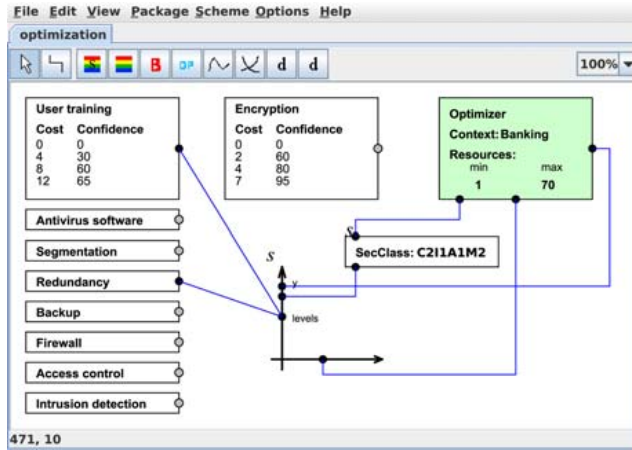 File Edit View Package Scheme Options Help
optimization
S B OP d d 100%
User training
Cost Confidence
0 0
4 30
8 60
12 65
Encryption
Cost Confidence
0 0
2 60
4 80
7 95
Optimizer
Context: Banking
Resources:
min max
1 70
Antivirus software
Segmentation
Redundancy
Backup
Firewall
Access control
Intrusion detection
S
SecClass: C2I1A1M2
S
y
levels
471, 10